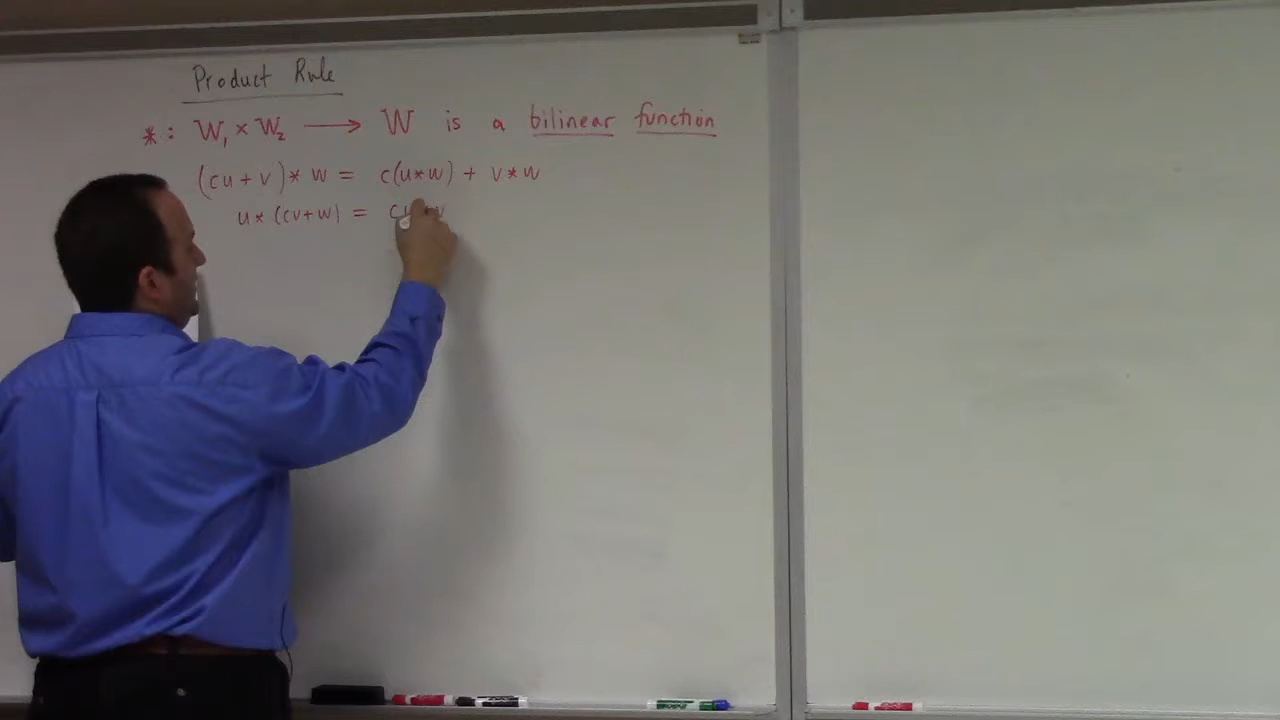 Product Rule
* : W₁ × W₂ ⟶ W is a bilinear function
(cu + v) * w = c(u * w) + v * w
u * (cv + w) =